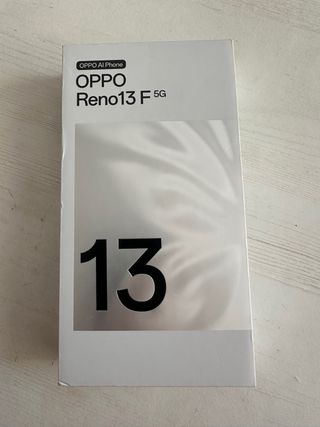 OPPO AI Phone
OPPO
Reno13 F 5G
13